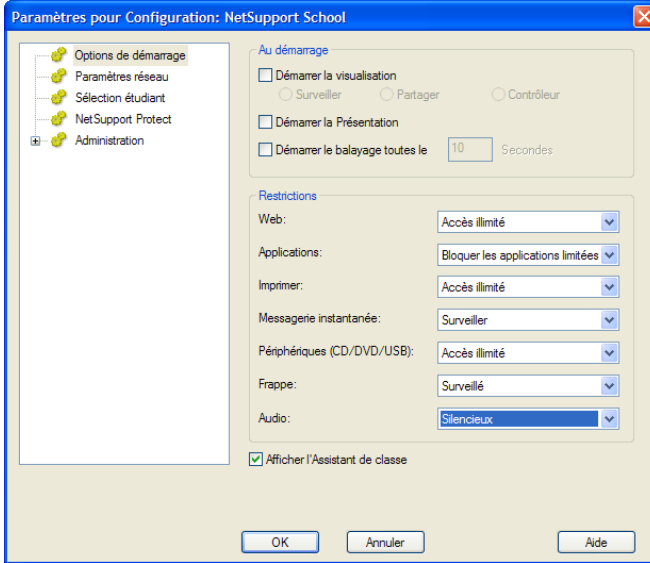 Paramètres pour Configuration: NetSupport School
Options de démarrage
Paramètres réseau
Sélection étudiant
NetSupport Protect
Administration
Au démarrage
Démarrer la visualisation
Surveiller Partager Contrôleur
Démarrer la Présentation
Démarrer le balayage toutes le 10 Secondes
Restrictions
Web: Accès illimité
Applications: Bloquer les applications limitées
Imprimer: Accès illimité
Messagerie instantanée: Surveiller
Périphériques (CD/DVD/USB): Accès illimité
Frappe: Surveillé
Audio: Silencieux
Afficher l'Assistant de classe
OK Annuler Aide